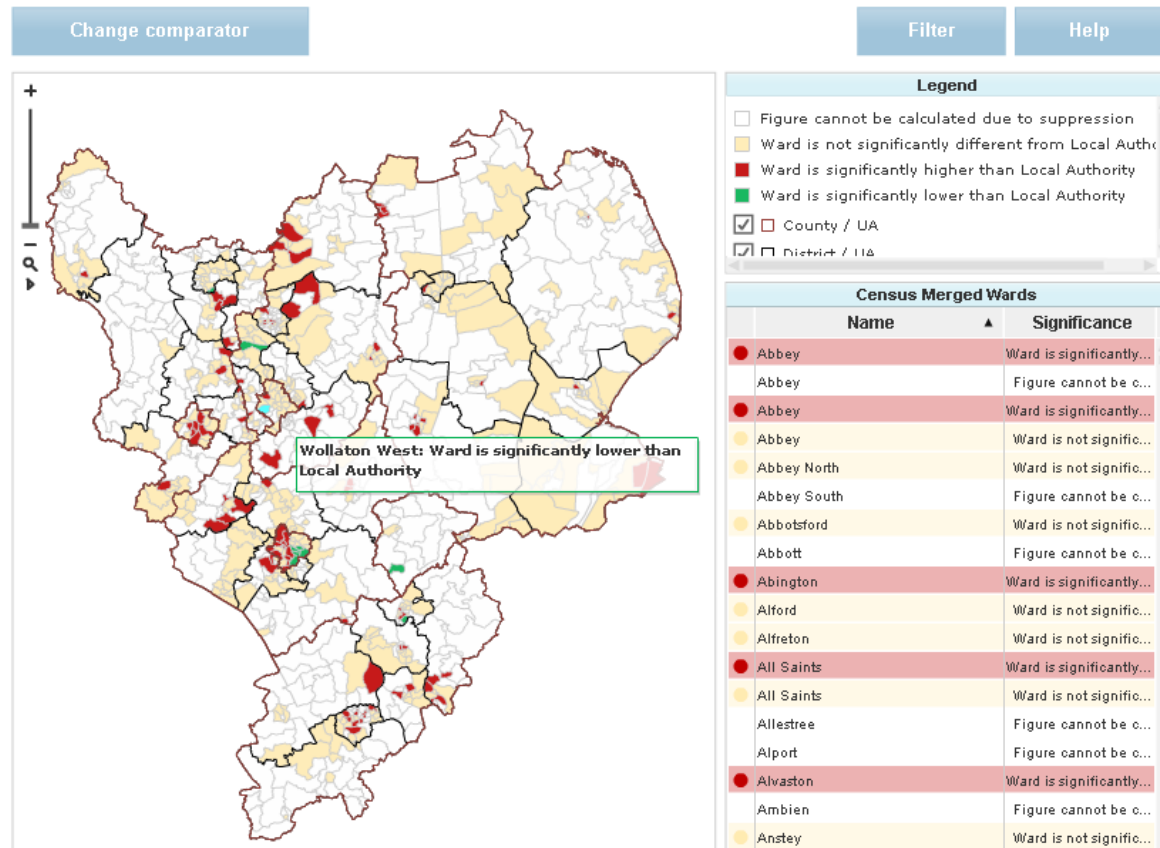 Change comparator
Filter
Help
Legend
Figure cannot be calculated due to suppression
Ward is not significantly different from Local Autho
Ward is significantly higher than Local Authority
Ward is significantly lower than Local Authority
County / UA
District / UA
Wollaton West: Ward is significantly lower than
Local Authority
Census Merged Wards
Name ▲ Significance
Abbey Ward is significantly...
Abbey Figure cannot be c...
Abbey Ward is significantly...
Abbey Ward is not signific...
Abbey North Ward is not signific...
Abbey South Figure cannot be c...
Abbotsford Ward is not signific...
Abbott Figure cannot be c...
Abington Ward is significantly...
Alford Ward is not signific...
Alfreton Ward is not signific...
All Saints Ward is significantly...
All Saints Ward is not signific...
Allestree Figure cannot be c...
Alport Figure cannot be c...
Alvaston Ward is significantly...
Ambien Figure cannot be c...
Anstey Ward is not signific...